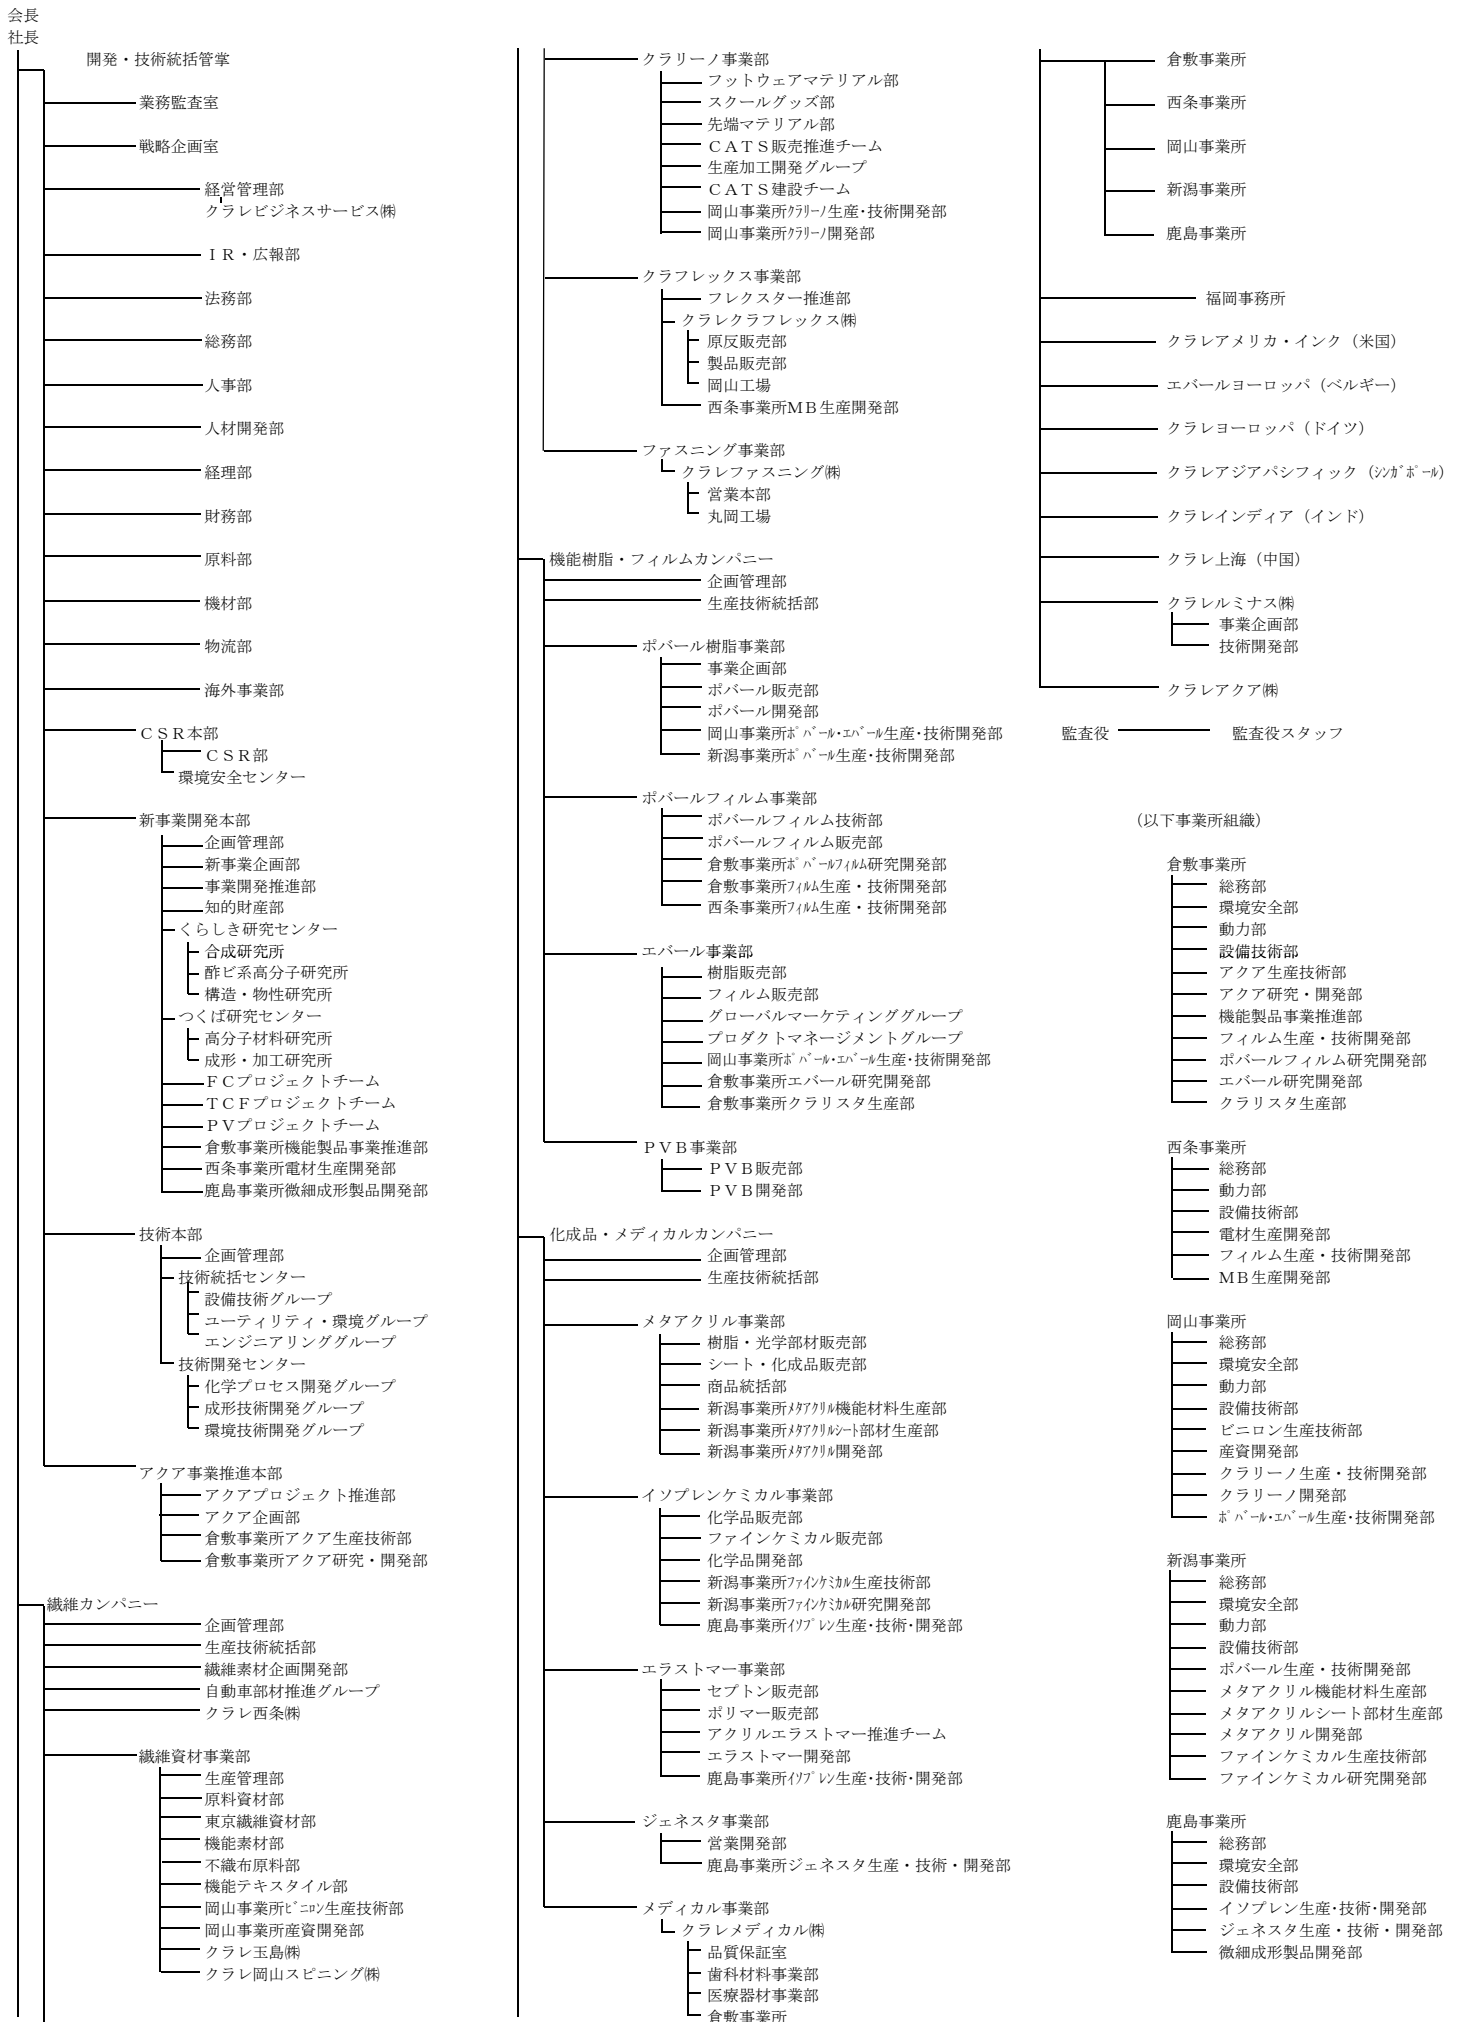 会長
社長
開発・技術統括管掌
業務監査室
戦略企画室
経営管理部
クラレビジネスサービス㈱
ＩＲ・広報部
法務部
総務部
人事部
人材開発部
経理部
財務部
原料部
機材部
物流部
海外事業部
ＣＳＲ本部
ＣＳＲ部
環境安全センター
新事業開発本部
企画管理部
新事業企画部
事業開発推進部
知的財産部
くらしき研究センター
合成研究所
酢ビ系高分子研究所
構造・物性研究所
つくば研究センター
高分子材料研究所
成形・加工研究所
ＦＣプロジェクトチーム
ＴＣＦプロジェクトチーム
ＰＶプロジェクトチーム
倉敷事業所機能製品事業推進部
西条事業所電材生産開発部
鹿島事業所微細成形製品開発部
技術本部
企画管理部
技術統括センター
設備技術グループ
ユーティリティ・環境グループ
エンジニアリンググループ
技術開発センター
化学プロセス開発グループ
成形技術開発グループ
環境技術開発グループ
アクア事業推進本部
アクアプロジェクト推進部
アクア企画部
倉敷事業所アクア生産技術部
倉敷事業所アクア研究・開発部
繊維カンパニー
企画管理部
生産技術統括部
繊維素材企画開発部
自動車部材推進グループ
クラレ西条㈱
繊維資材事業部
生産管理部
原料資材部
東京繊維資材部
機能素材部
不織布原料部
機能テキスタイル部
岡山事業所ﾋﾞﾆﾛﾝ生産技術部
岡山事業所産資開発部
クラレ玉島㈱
クラレ岡山スピニング㈱
クラリーノ事業部
フットウェアマテリアル部
スクールグッズ部
先端マテリアル部
ＣＡＴＳ販売推進チーム
生産加工開発グループ
ＣＡＴＳ建設チーム
岡山事業所ｸﾗﾘｰﾉ生産･技術開発部
岡山事業所ｸﾗﾘｰﾉ開発部
クラフレックス事業部
フレクスター推進部
クラレクラフレックス㈱
原反販売部
製品販売部
岡山工場
西条事業所ＭＢ生産開発部
ファスニング事業部
クラレファスニング㈱
営業本部
丸岡工場
機能樹脂・フィルムカンパニー
企画管理部
生産技術統括部
ポバール樹脂事業部
事業企画部
ポバール販売部
ポバール開発部
岡山事業所ﾎﾟﾊﾞｰﾙ･ｴﾊﾞｰﾙ生産･技術開発部
新潟事業所ﾎﾟﾊﾞｰﾙ生産･技術開発部
ポバールフィルム事業部
ポバールフィルム技術部
ポバールフィルム販売部
倉敷事業所ﾎﾟﾊﾞｰﾙﾌｨﾙﾑ研究開発部
倉敷事業所ﾌｨﾙﾑ生産・技術開発部
西条事業所ﾌｨﾙﾑ生産・技術開発部
エバール事業部
樹脂販売部
フィルム販売部
グローバルマーケティンググループ
プロダクトマネージメントグループ
岡山事業所ﾎﾟﾊﾞｰﾙ･ｴﾊﾞｰﾙ生産･技術開発部
倉敷事業所エバール研究開発部
倉敷事業所クラリスタ生産部
ＰＶＢ事業部
ＰＶＢ販売部
ＰＶＢ開発部
化成品・メディカルカンパニー
企画管理部
生産技術統括部
メタアクリル事業部
樹脂・光学部材販売部
シート・化成品販売部
商品統括部
新潟事業所ﾒﾀｱｸﾘﾙ機能材料生産部
新潟事業所ﾒﾀｱｸﾘﾙｼｰﾄ部材生産部
新潟事業所ﾒﾀｱｸﾘﾙ開発部
イソプレンケミカル事業部
化学品販売部
ファインケミカル販売部
化学品開発部
新潟事業所ﾌｧｲﾝｹﾐｶﾙ生産技術部
新潟事業所ﾌｧｲﾝｹﾐｶﾙ研究開発部
鹿島事業所ｲｿﾌﾟﾚﾝ生産･技術･開発部
エラストマー事業部
セプトン販売部
ポリマー販売部
アクリルエラストマー推進チーム
エラストマー開発部
鹿島事業所ｲｿﾌﾟﾚﾝ生産･技術･開発部
ジェネスタ事業部
営業開発部
鹿島事業所ジェネスタ生産・技術・開発部
メディカル事業部
クラレメディカル㈱
品質保証室
歯科材料事業部
医療器材事業部
倉敷事業所
倉敷事業所
西条事業所
岡山事業所
新潟事業所
鹿島事業所
福岡事務所
クラレアメリカ・インク（米国）
エバールヨーロッパ（ベルギー）
クラレヨーロッパ（ドイツ）
クラレアジアパシフィック（ｼﾝｶﾞﾎﾟｰﾙ）
クラレインディア（インド）
クラレ上海（中国）
クラレルミナス㈱
事業企画部
技術開発部
クラレアクア㈱
監査役　監査役スタッフ
（以下事業所組織）
倉敷事業所
総務部
環境安全部
動力部
設備技術部
アクア生産技術部
アクア研究・開発部
機能製品事業推進部
フィルム生産・技術開発部
ポバールフィルム研究開発部
エバール研究開発部
クラリスタ生産部
西条事業所
総務部
動力部
設備技術部
電材生産開発部
フィルム生産・技術開発部
ＭＢ生産開発部
岡山事業所
総務部
環境安全部
動力部
設備技術部
ビニロン生産技術部
産資開発部
クラリーノ生産・技術開発部
クラリーノ開発部
ﾎﾟﾊﾞｰﾙ･ｴﾊﾞｰﾙ生産･技術開発部
新潟事業所
総務部
環境安全部
動力部
設備技術部
ポバール生産・技術開発部
メタアクリル機能材料生産部
メタアクリルシート部材生産部
メタアクリル開発部
ファインケミカル生産技術部
ファインケミカル研究開発部
鹿島事業所
総務部
環境安全部
設備技術部
イソプレン生産･技術･開発部
ジェネスタ生産・技術・開発部
微細成形製品開発部